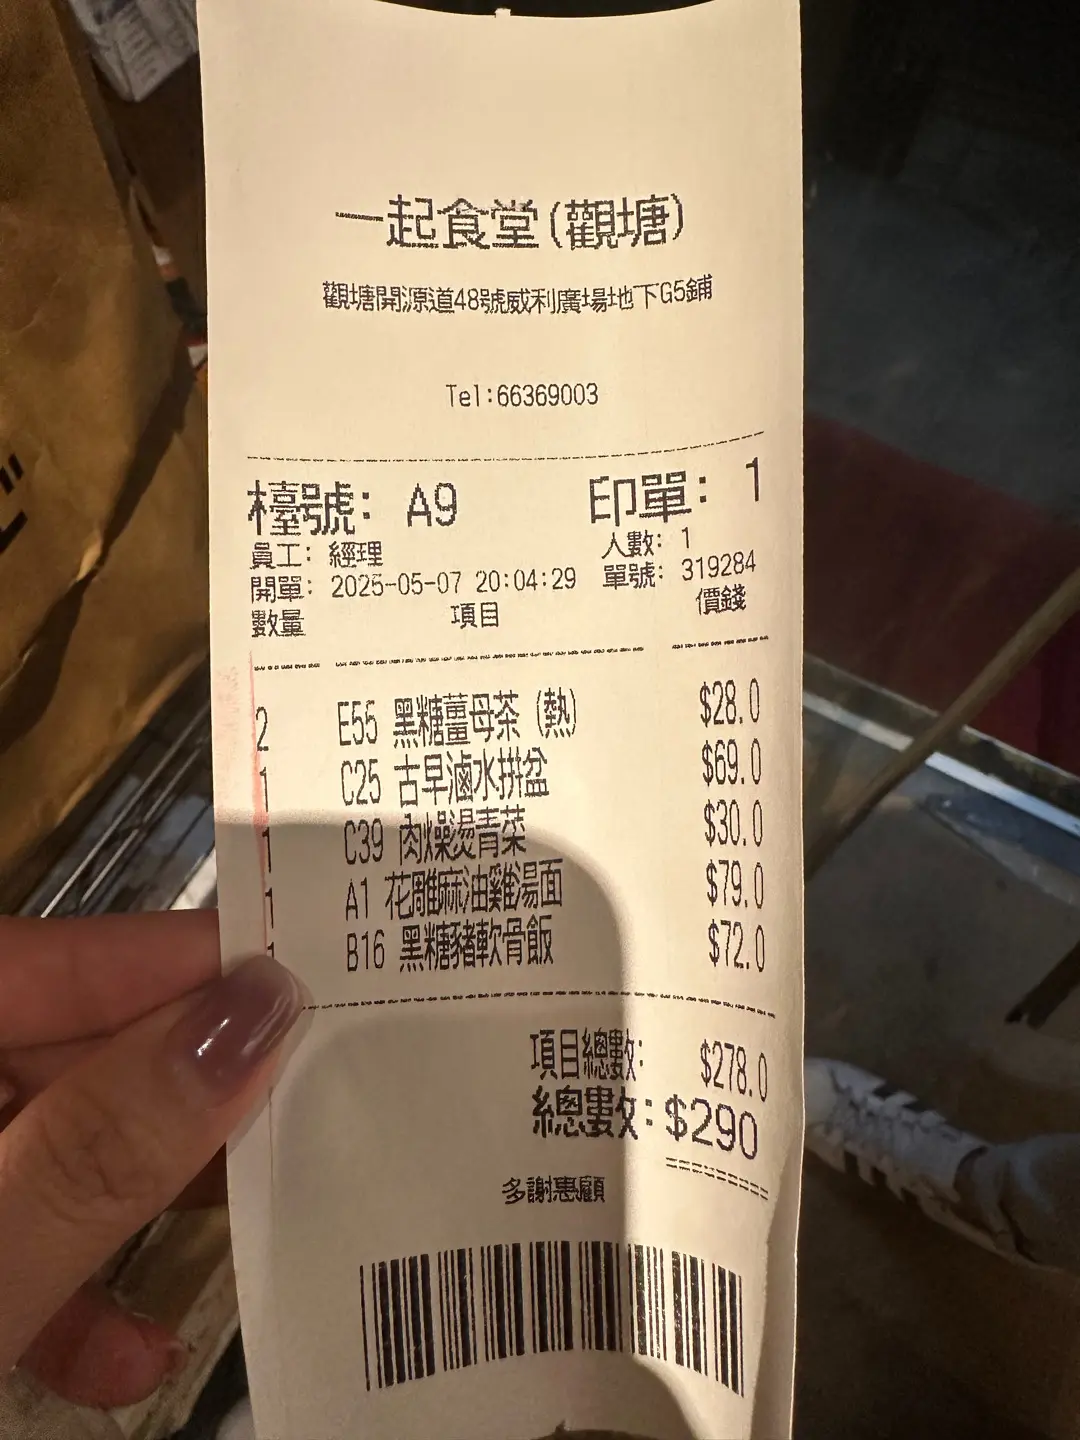 一起食堂(觀塘)
觀塘開源道48號威利廣場地下G5鋪
Tel:66369003
檯號: A9 印單: 1
員工: 經理 人數: 1
開單: 2025-05-07 20:04:29 單號: 319284
數量 項目 價錢
2 E55 黑糖薑母茶 (熱) $28.0
1 C25 古早滷水拼盆 $69.0
1 C39 肉燥燙青菜 $30.0
1 A1 花雕麻油雞湯面 $79.0
1 B16 黑糖豬軟骨飯 $72.0
項目總數: $278.0
總數: $290
多謝惠顧